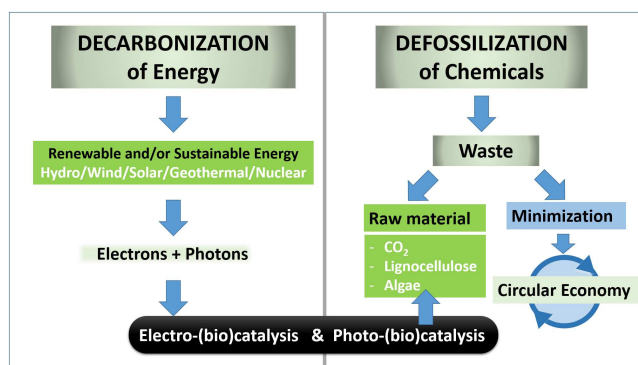 DECARBONIZATION
of Energy
Renewable and/or Sustainable Energy
Hydro/Wind/Solar/Geothermal/Nuclear
Electrons + Photons
DEFOSSILIZATION
of Chemicals
Waste
Raw material
- CO₂
- Lignocellulose
- Algae
Minimization
Circular Economy
Electro-(bio)catalysis & Photo-(bio)catalysis